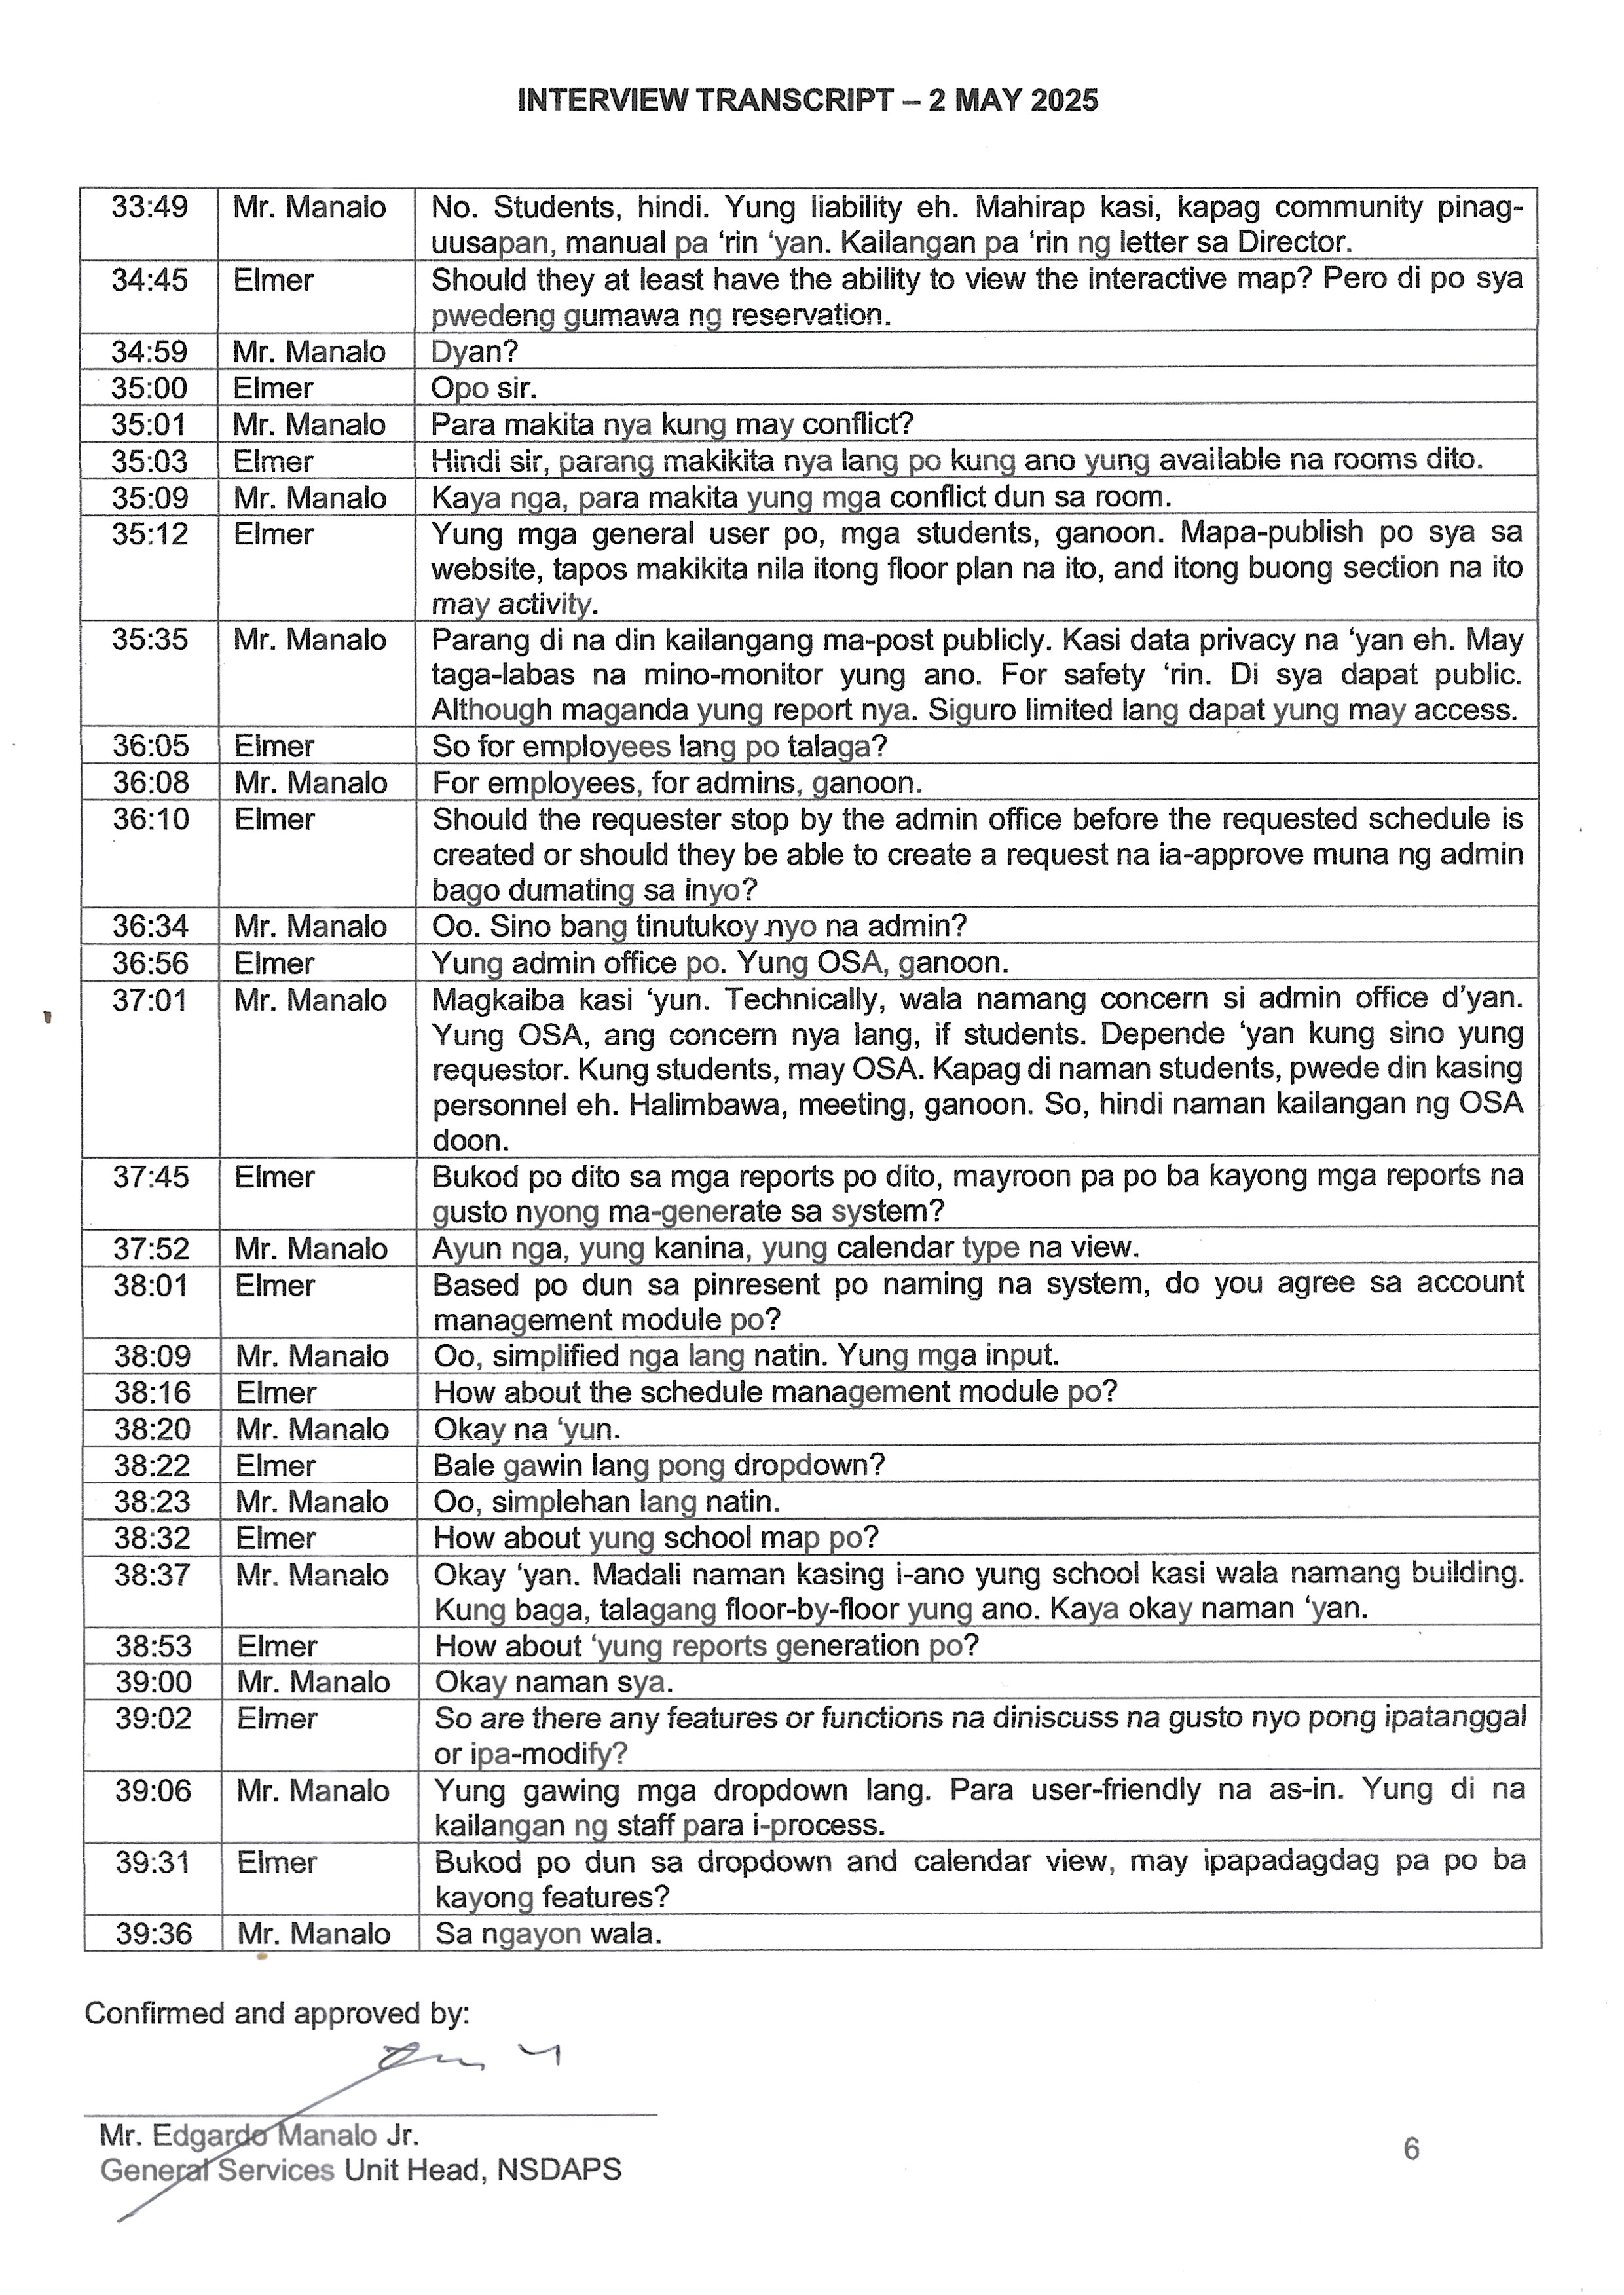 INTERVIEW TRANSCRIPT – 2 MAY 2025
33:49 Mr. Manalo No. Students, hindi. Yung liability eh. Mahirap kasi, kapag community pinag-
uusapan, manual pa ‘rin ‘yan. Kailangan pa ‘rin ng letter sa Director.
34:45 Elmer Should they at least have the ability to view the interactive map? Pero di po sya
pwedeng gumawa ng reservation.
34:59 Mr. Manalo Dyan?
35:00 Elmer Opo sir.
35:01 Mr. Manalo Para makita nya kung may conflict?
35:03 Elmer Hindi sir, parang makikita nya lang po kung ano yung available na rooms dito.
35:09 Mr. Manalo Kaya nga, para makita yung mga conflict dun sa room.
35:12 Elmer Yung mga general user po, mga students, ganoon. Mapa-publish po sya sa
website, tapos makikita nila itong floor plan na ito, and itong buong section na ito
may activity.
35:35 Mr. Manalo Parang di na din kailangang ma-post publicly. Kasi data privacy na ‘yan eh. May
taga-labas na mino-monitor yung ano. For safety ‘rin. Di sya dapat public.
Although maganda yung report nya. Siguro limited lang dapat yung may access.
36:05 Elmer So for employees lang po talaga?
36:08 Mr. Manalo For employees, for admins, ganoon.
36:10 Elmer Should the requester stop by the admin office before the requested schedule is
created or should they be able to create a request na ia-approve muna ng admin
bago dumating sa inyo?
36:34 Mr. Manalo Oo. Sino bang tinutukoy nyo na admin?
36:56 Elmer Yung admin office po. Yung OSA, ganoon.
37:01 Mr. Manalo Magkaiba kasi ‘yun. Technically, wala namang concern si admin office d’yan.
Yung OSA, ang concern nya lang, if students. Depende ‘yan kung sino yung
requestor. Kung students, may OSA. Kapag di naman students, pwede din kasing
personnel eh. Halimbawa, meeting, ganoon. So, hindi naman kailangan ng OSA
doon.
37:45 Elmer Bukod po dito sa mga reports po dito, mayroon pa po ba kayong mga reports na
gusto nyong ma-generate sa system?
37:52 Mr. Manalo Ayun nga, yung kanina, yung calendar type na view.
38:01 Elmer Based po dun sa pinresent po naming na system, do you agree sa account
management module po?
38:09 Mr. Manalo Oo, simplified nga lang natin. Yung mga input.
38:16 Elmer How about the schedule management module po?
38:20 Mr. Manalo Okay na ‘yun.
38:22 Elmer Bale gawin lang pong dropdown?
38:23 Mr. Manalo Oo, simplehan lang natin.
38:32 Elmer How about yung school map po?
38:37 Mr. Manalo Okay ‘yan. Madali naman kasing i-ano yung school kasi wala namang building.
Kung baga, talagang floor-by-floor yung ano. Kaya okay naman ‘yan.
38:53 Elmer How about ‘yung reports generation po?
39:00 Mr. Manalo Okay naman sya.
39:02 Elmer So are there any features or functions na diniscuss na gusto nyo pong ipatanggal
or ipa-modify?
39:06 Mr. Manalo Yung gawing mga dropdown lang. Para user-friendly na as-in. Yung di na
kailangan ng staff para i-process.
39:31 Elmer Bukod po dun sa dropdown and calendar view, may ipapadagdag pa po ba
kayong features?
39:36 Mr. Manalo Sa ngayon wala.
Confirmed and approved by:
Mr. Edgardo Manalo Jr.
General Services Unit Head, NSDAPS
6